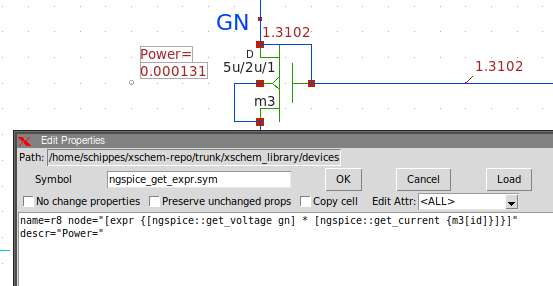 GN
1.3102
Power=
0.000131
D
5u/2u/1
1.3102
m3
Edit Properties
Path: /home/schippes/xschem-repo/trunk/xschem_library/devices
Symbol ngspice_get_expr.sym OK Cancel Load
No change properties Preserve unchanged props Copy cell Edit Attr: <ALL>
name=r8 node="[expr {[ngspice::get_voltage gn] * [ngspice::get_current {m3[id]}]}]"
descr="Power="